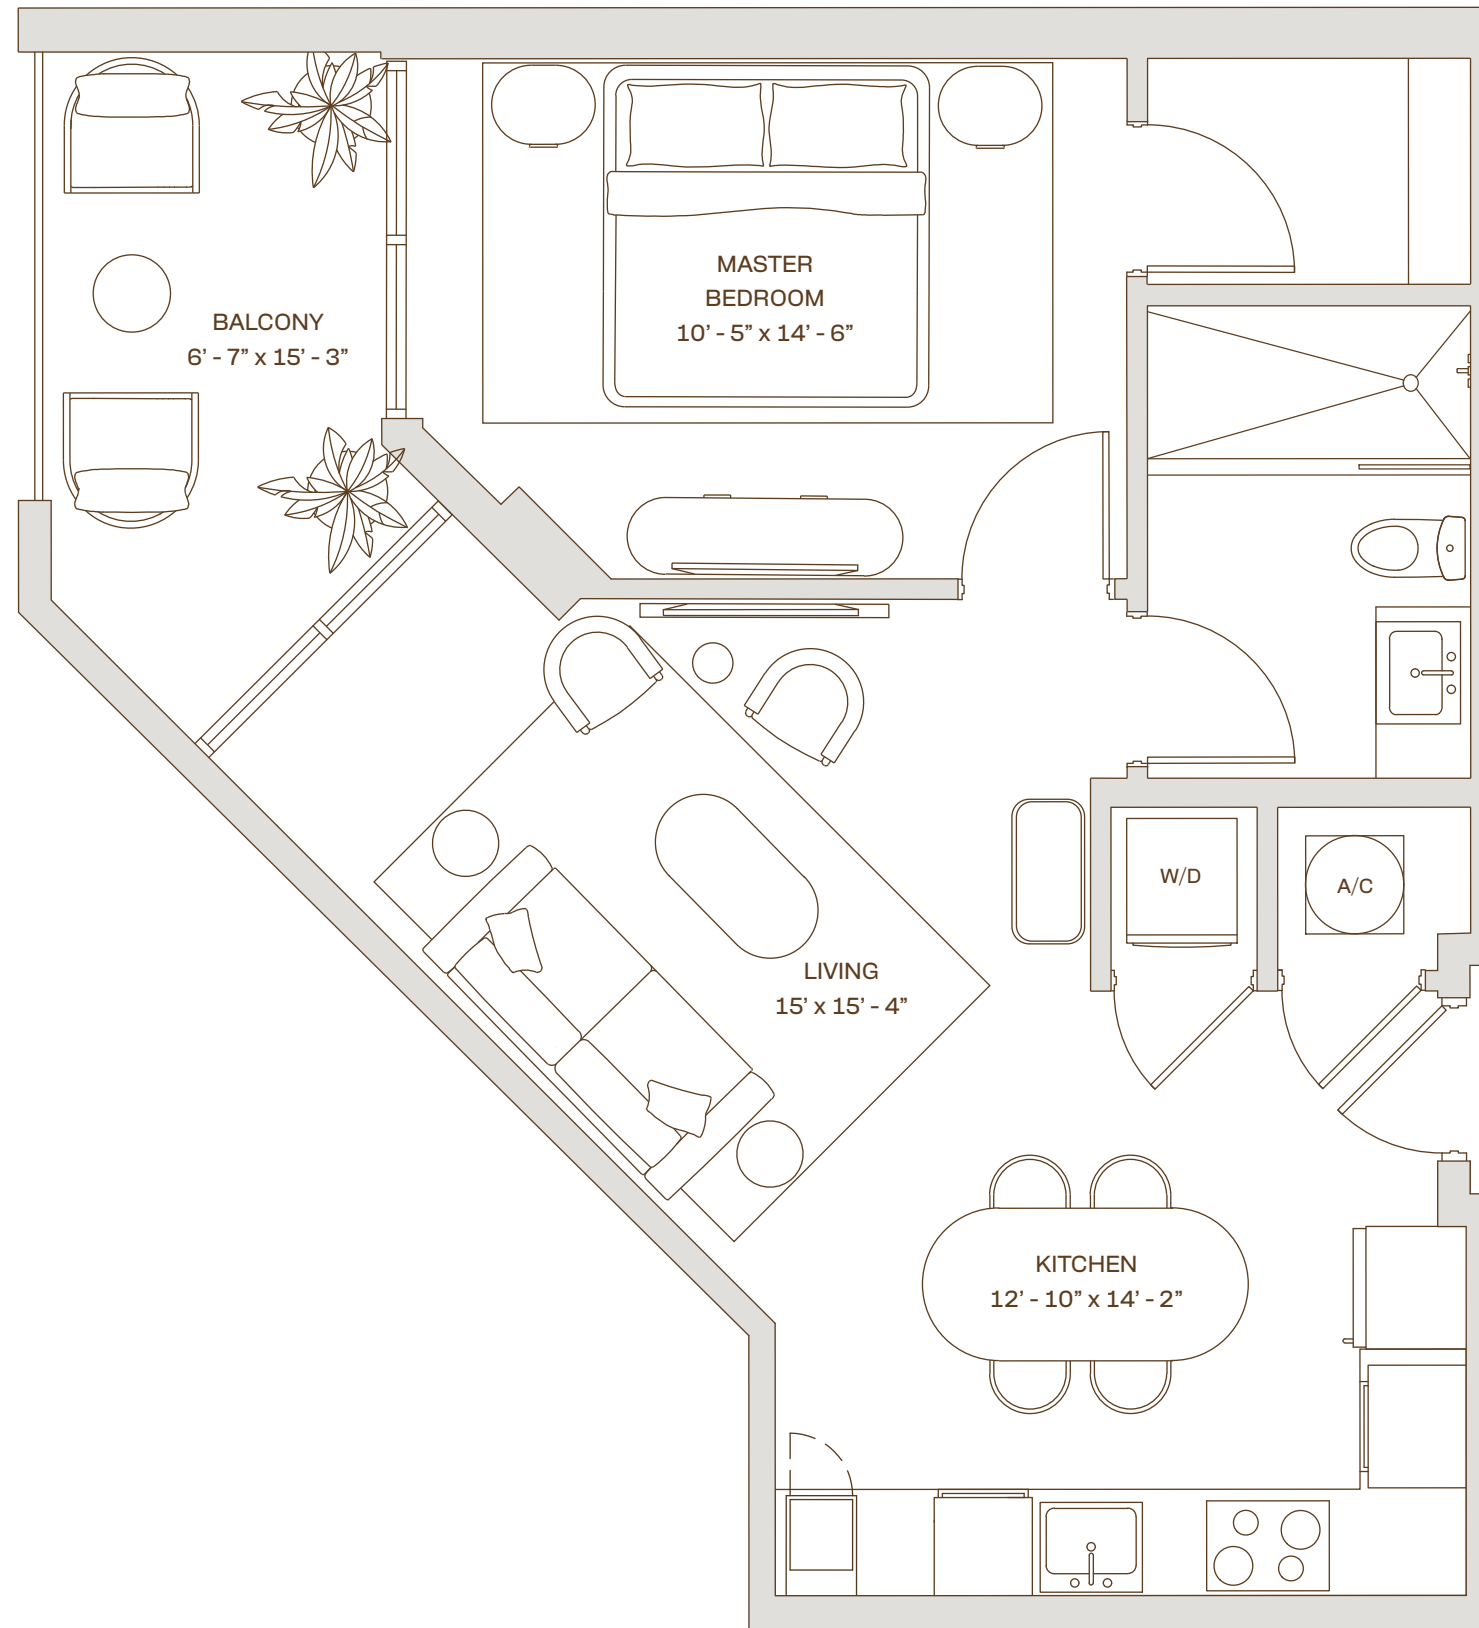 MASTER
BEDROOM
10’ - 5” x 14’ - 6”
BALCONY
6’ - 7” x 15’ - 3”
W/D
A/C
LIVING
15’ x 15’ - 4”
KITCHEN
12’ - 10” x 14’ - 2”